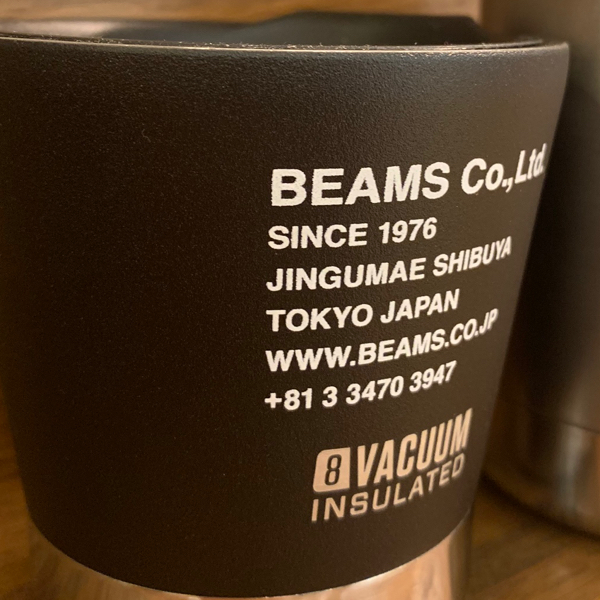 BEAMS Co., Ltd.
SINCE 1976
JINGUMAE SHIBUYA
TOKYO JAPAN
WWW.BEAMS.CO.JP
+81 3 3470 3947
8 VACUUM
INSULATED